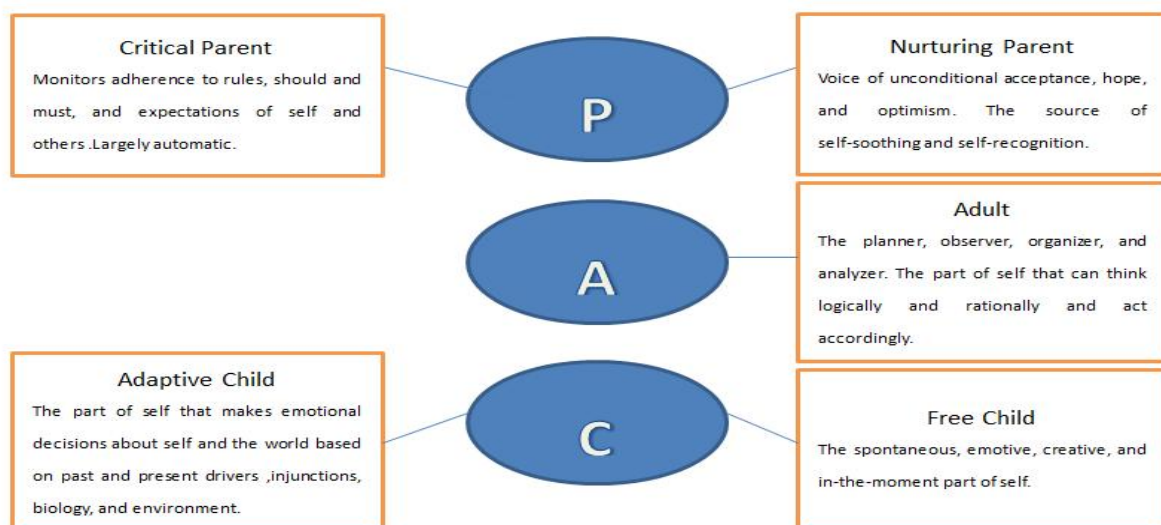 Critical Parent
Monitors adherence to rules, should and
must, and expectations of self and
others .Largely automatic.
P
Nurturing Parent
Voice of unconditional acceptance, hope,
and optimism. The source of
self-soothing and self-recognition.
A
Adult
The planner, observer, organizer, and
analyzer. The part of self that can think
logically and rationally and act
accordingly.
Adaptive Child
The part of self that makes emotional
decisions about self and the world based
on past and present drivers ,injunctions,
biology, and environment.
C
Free Child
The spontaneous, emotive, creative, and
in-the-moment part of self.